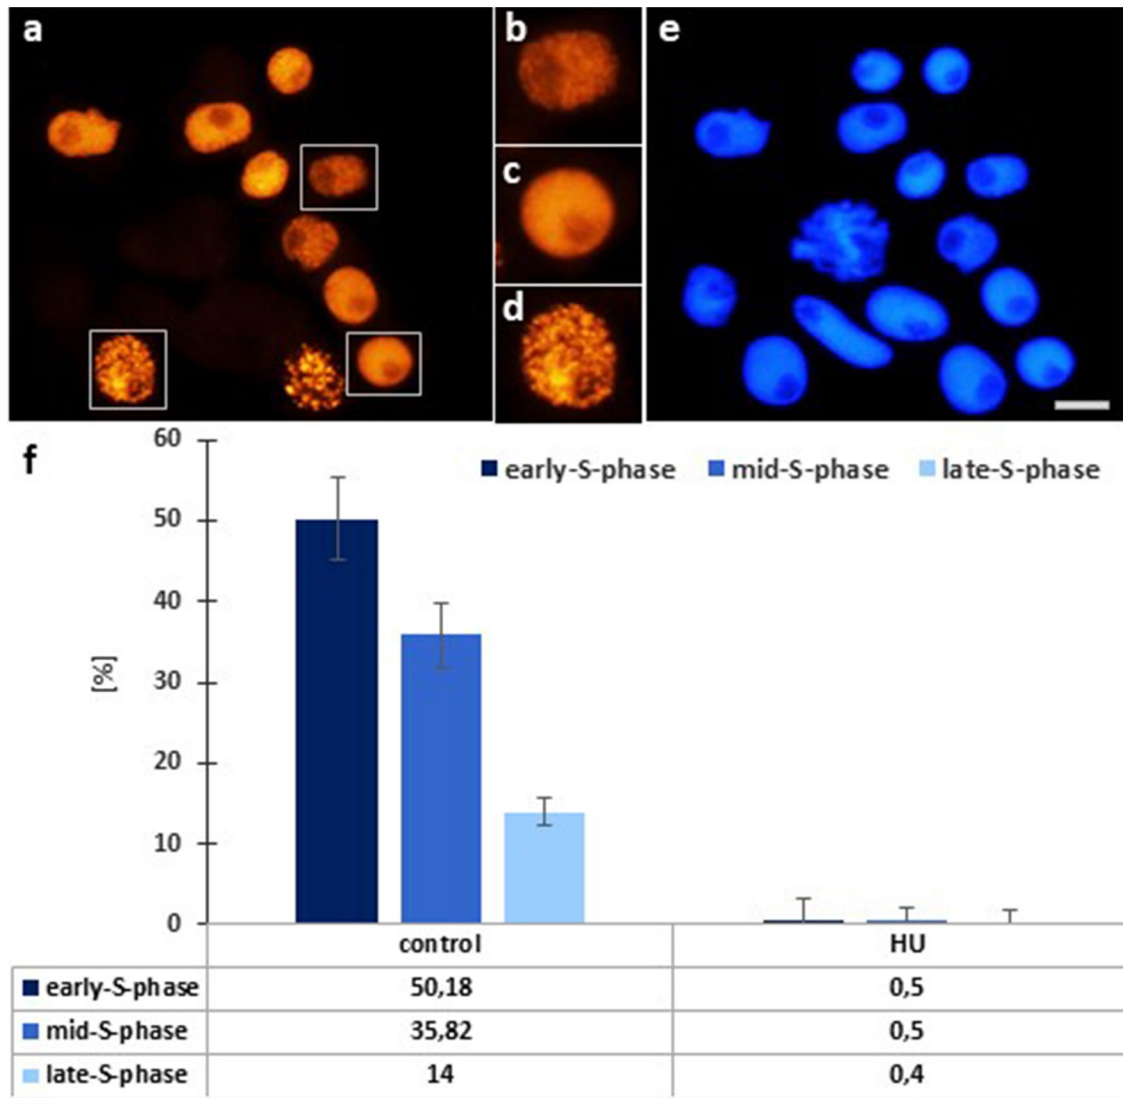 a
b
c
d
e
f
early-S-phase mid-S-phase late-S-phase
60
50
40
30
20
10
0
[%]
control HU
early-S-phase 50,18 0,5
mid-S-phase 35,82 0,5
late-S-phase 14 0,4